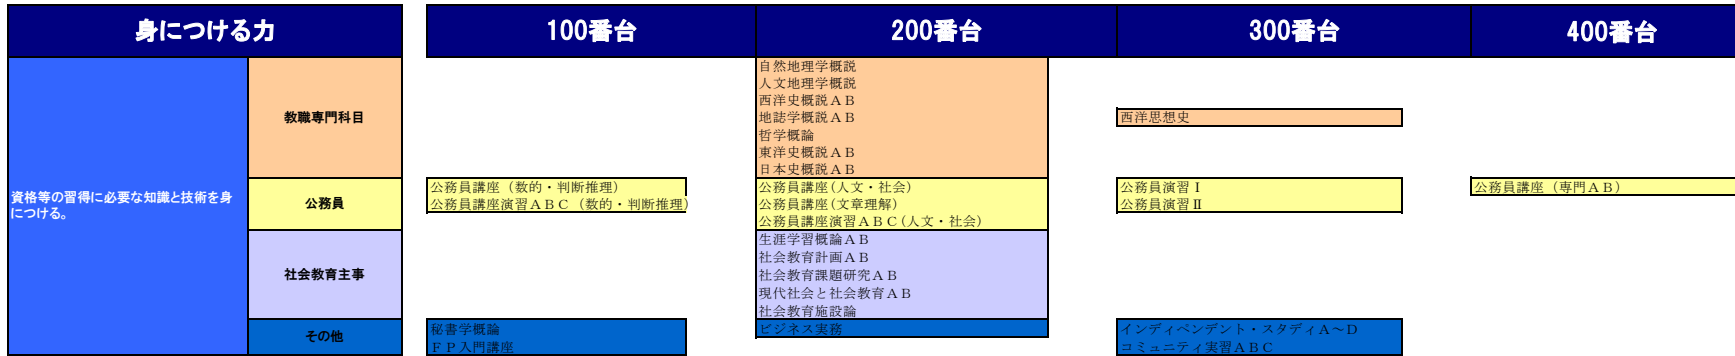 身につける力 100番台 200番台 300番台 400番台
資格等の習得に必要な知識と技術を身
につける。
教職専門科目
自然地理学概説
人文地理学概説
西洋史概説ＡＢ
地誌学概説ＡＢ
哲学概論
東洋史概説ＡＢ
日本史概説ＡＢ
西洋思想史
公務員
公務員講座（数的・判断推理）
公務員講座演習ＡＢＣ（数的・判断推理）
公務員講座(人文・社会)
公務員講座(文章理解)
公務員講座演習ＡＢＣ(人文・社会)
公務員演習Ⅰ
公務員演習Ⅱ
公務員講座（専門ＡＢ）
社会教育主事
生涯学習概論ＡＢ
社会教育計画ＡＢ
社会教育課題研究ＡＢ
現代社会と社会教育ＡＢ
社会教育施設論
その他
秘書学概論
ＦＰ入門講座
ビジネス実務
インディペンデント・スタディＡ～Ｄ
コミュニティ実習ＡＢＣ